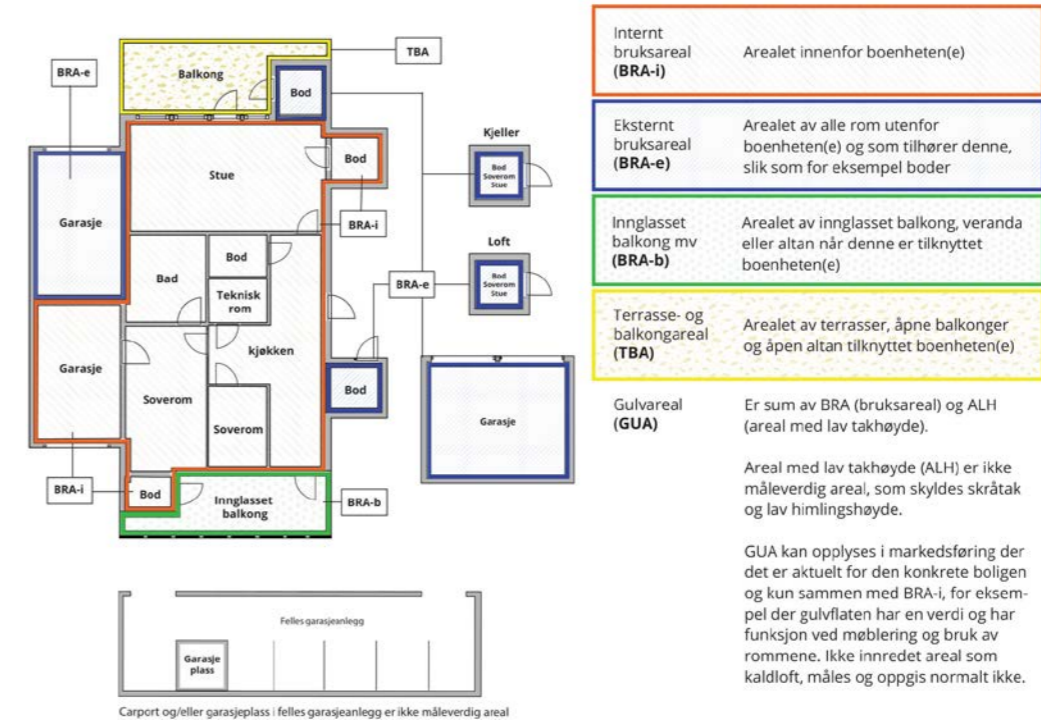 TBA
BRA-e
Balkong
Bod
Kjeller
Bod
Soverom
Stue
Stue
Bod
Garasje
BRA-i
Loft
Bod
Bad
Bod
Soverom
Stue
BRA-e
Teknisk
rom
Garasje
kjøkken
Soverom
Bod
Soverom
Garasje
BRA-i
Bod
Innglasset
balkong
BRA-b
Felles garasjeanlegg
Garasje
plass
Carport og/eller garasjeplass i felles garasjeanlegg er ikke måleverdig areal
Internt
bruksareal
(BRA-i)
Arealet innenfor boenheten(e)
Eksternt
bruksareal
(BRA-e)
Arealet av alle rom utenfor
boenheten(e) og som tilhører denne,
slik som for eksempel boder
Innglasset
balkong mv
(BRA-b)
Arealet av innglasset balkong, veranda
eller altan når denne er tilknyttet
boenheten(e)
Terrasse- og
balkongareal
(TBA)
Arealet av terrasser, åpne balkonger
og åpen altan tilknyttet boenheten(e)
Gulvareal
(GUA)
Er sum av BRA (bruksareal) og ALH
(areal med lav takhøyde).
Areal med lav takhøyde (ALH) er ikke
måleverdig areal, som skyldes skråtak
og lav himlingshøyde.
GUA kan opplyses i markedsføring der
det er aktuelt for den konkrete boligen
og kun sammen med BRA-i, for eksem-
pel der gulvflaten har en verdi og har
funksjon ved møblering og bruk av
rommene. Ikke innredet areal som
kaldloft, måles og oppgis normalt ikke.